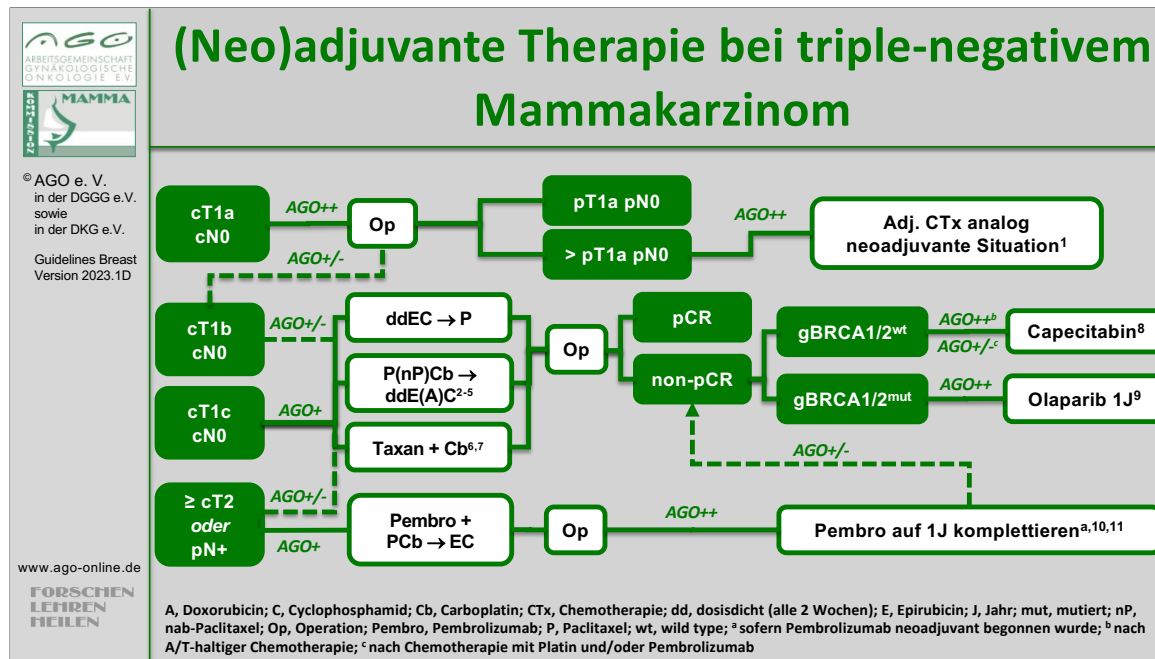 AGO
ARBEITSGEMEINSCHAFT
GYNÄKOLOGISCHE
ONKOLOGIE E.V.
KOMMISSION
MAMMA
© AGO e. V.
in der DGGG e.V.
sowie
in der DKG e.V.
Guidelines Breast
Version 2023.1D
www.ago-online.de
FORSCHEN
LEHREN
HEILEN
(Neo)adjuvante Therapie bei triple-negativem
Mammakarzinom
cT1a
cN0
AGO++
Op
pT1a pN0
> pT1a pN0
AGO++
Adj. CTx analog
neoadjuvante Situation¹
AGO+/-
cT1b
cN0
AGO+/-
ddEC → P
pCR
gBRCA1/2ʷᵗ
AGO++ᵇ
AGO+/-ᶜ
Capecitabin⁸
Op
P(nP)Cb →
ddE(A)C²⁻⁵
non-pCR
gBRCA1/2ᵐᵘᵗ
AGO++
Olaparib 1J⁹
cT1c
cN0
AGO+
Taxan + Cb⁶,⁷
AGO+/-
≥ cT2
oder
pN+
AGO+/-
AGO+
Pembro +
PCb → EC
Op
AGO++
Pembro auf 1J komplettierenᵃ,¹⁰,¹¹
A, Doxorubicin; C, Cyclophosphamid; Cb, Carboplatin; CTx, Chemotherapie; dd, dosisdicht (alle 2 Wochen); E, Epirubicin; J, Jahr; mut, mutiert; nP,
nab-Paclitaxel; Op, Operation; Pembro, Pembrolizumab; P, Paclitaxel; wt, wild type; ᵃ sofern Pembrolizumab neoadjuvant begonnen wurde; ᵇ nach
A/T-haltiger Chemotherapie; ᶜ nach Chemotherapie mit Platin und/oder Pembrolizumab